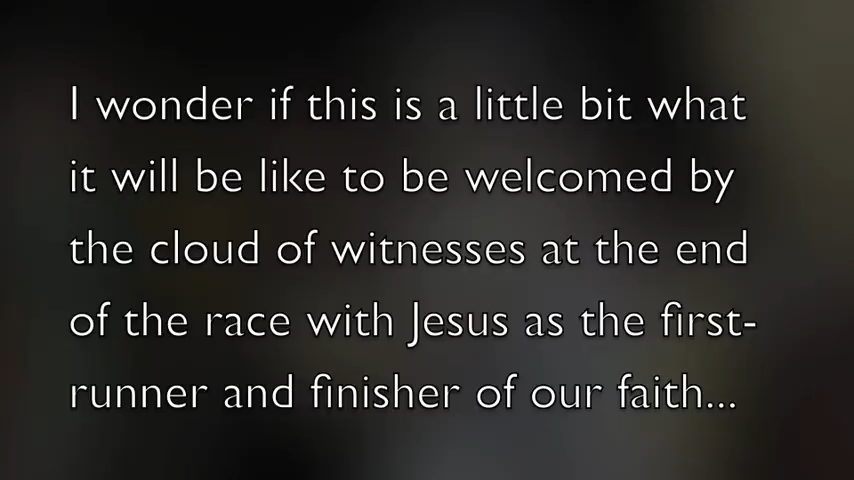 I wonder if this is a little bit what
it will be like to be welcomed by
the cloud of witnesses at the end
of the race with Jesus as the first-
runner and finisher of our faith...